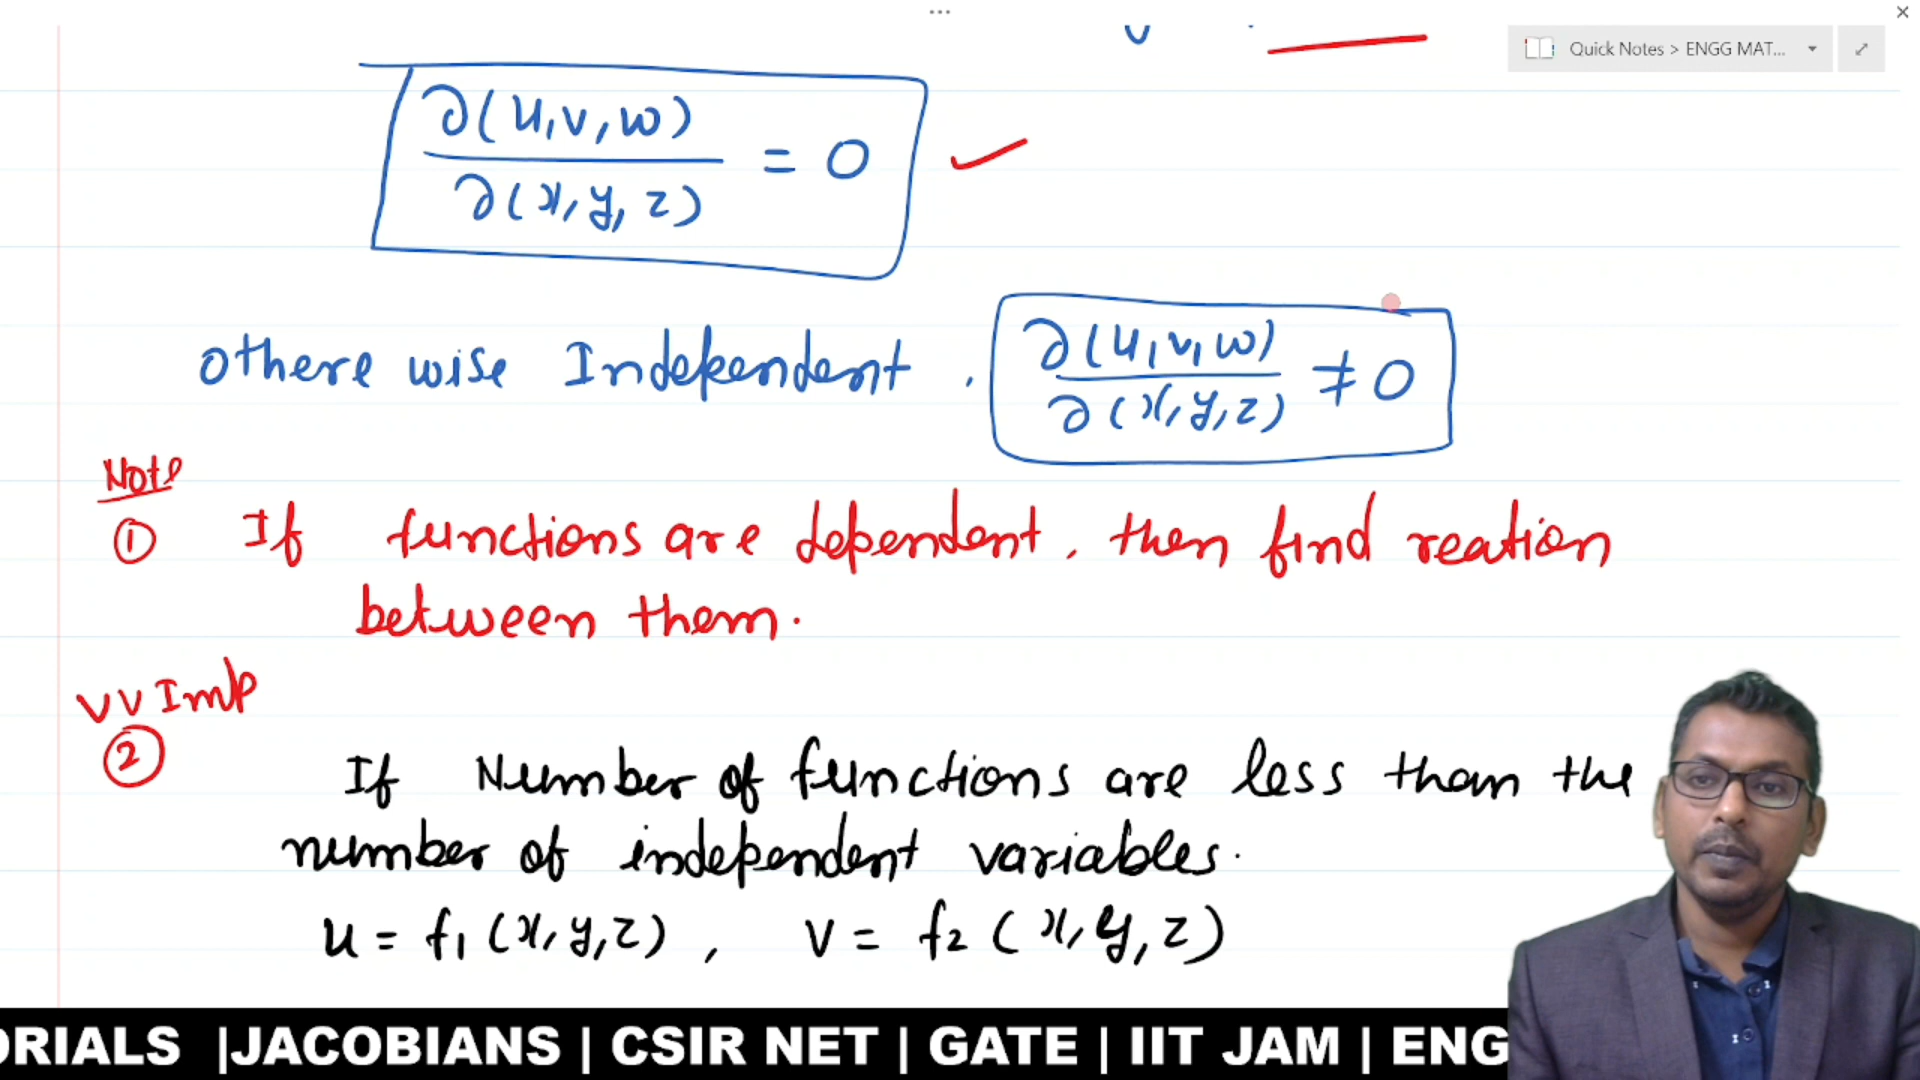 Quick Notes > ENGG MAT...
∂(u,v,w)
∂(x,y,z)
= 0
othere wise Independent. ∂(u,v,w)
∂(x,y,z)
≠ 0
Note
① If functions are dependent, then find reation
between them.
VV Imp
② If Number of functions are less than the
number of independent variables.
u = f₁ (x,y,z), v = f₂ (x,y,z)
ORIALS |JACOBIANS | CSIR NET | GATE | IIT JAM | ENG